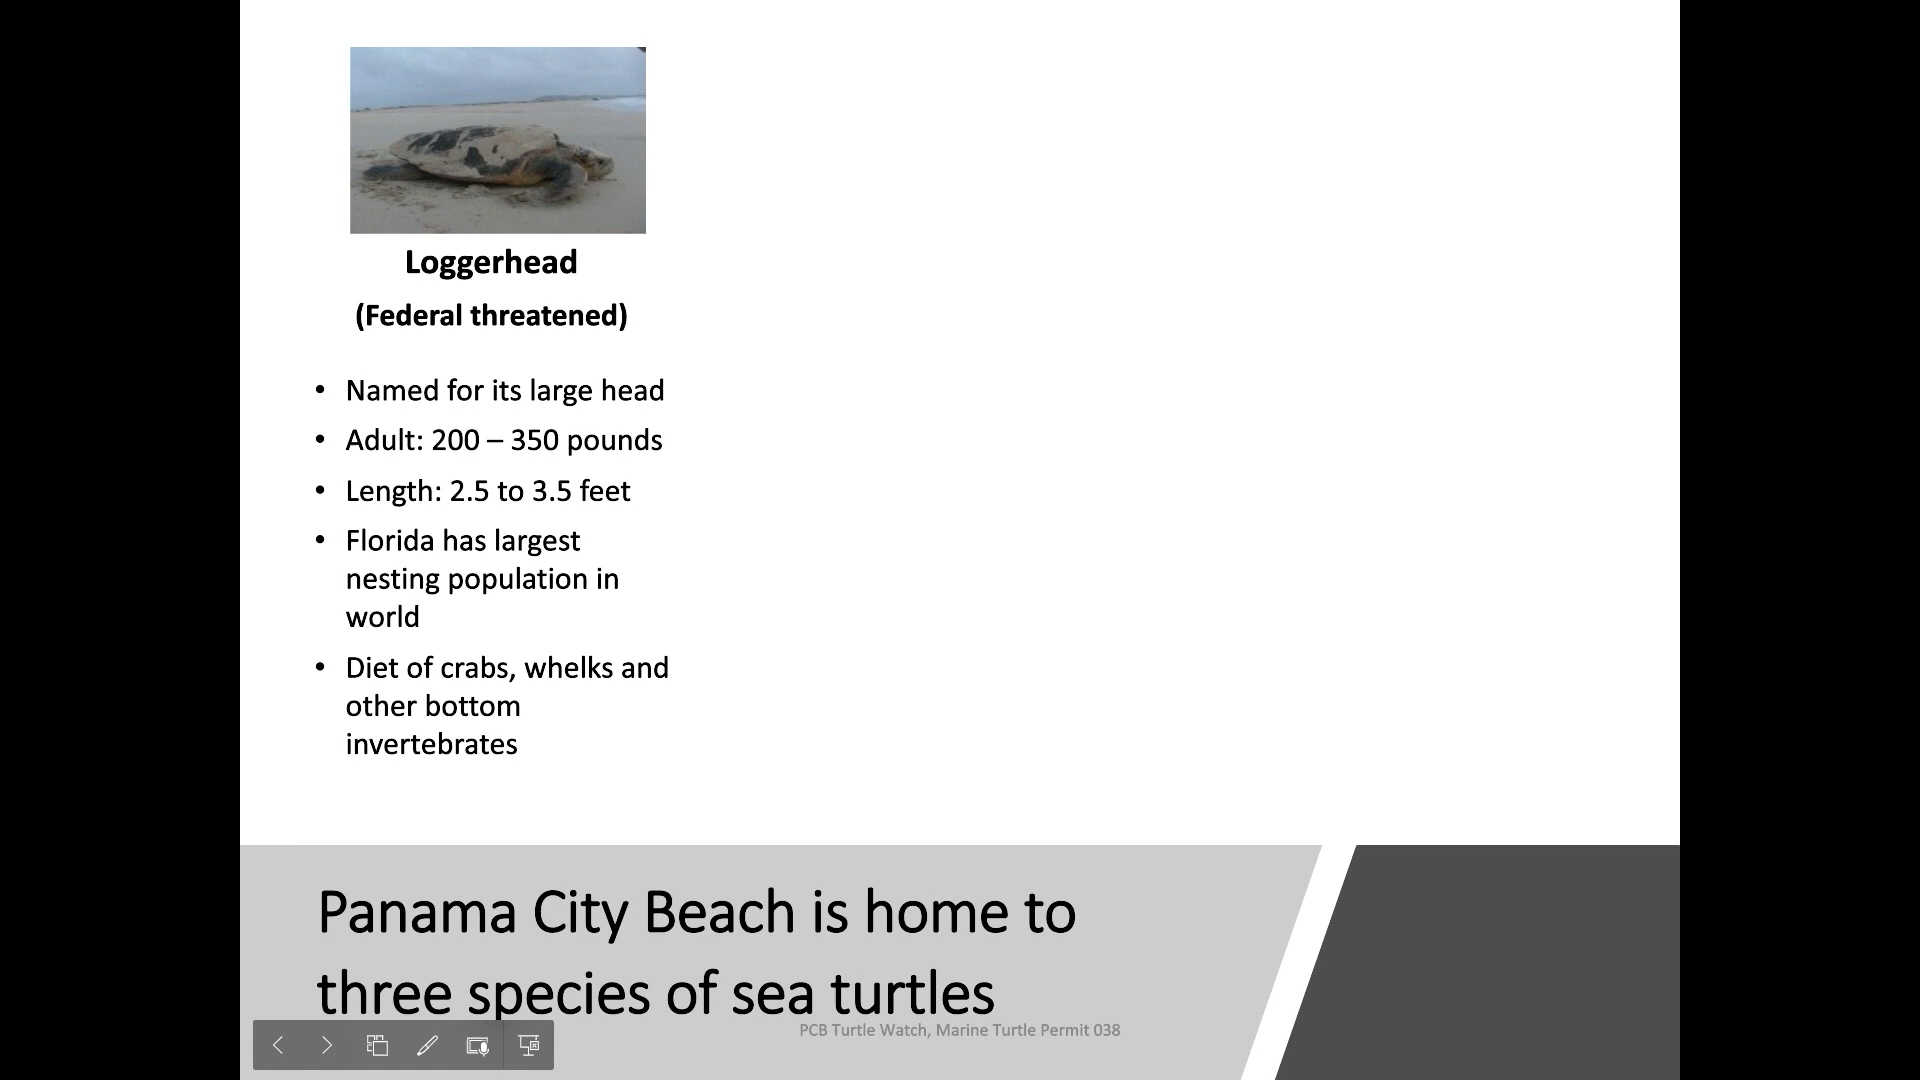 Loggerhead
(Federal threatened)
• Named for its large head
• Adult: 200 – 350 pounds
• Length: 2.5 to 3.5 feet
• Florida has largest
nesting population in
world
• Diet of crabs, whelks and
other bottom
invertebrates
Panama City Beach is home to
three species of sea turtles
PCB Turtle Watch, Marine Turtle Permit 038